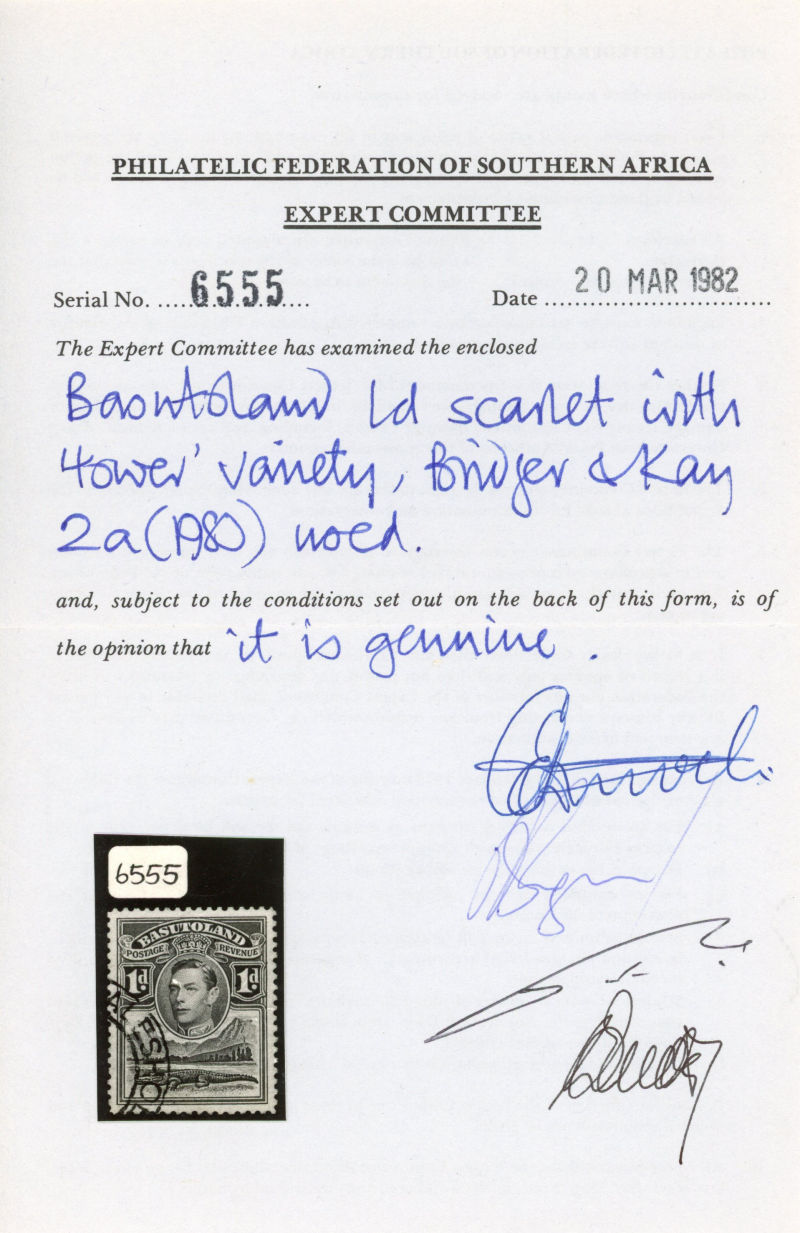 PHILATELIC FEDERATION OF SOUTHERN AFRICA
EXPERT COMMITTEE
Serial No. ..... 6555 ...
Date ............................ 20 MAR 1982
The Expert Committee has examined the enclosed
Basutoland 1d scarlet with
'tower' variety, Bridger & Kay
2a (1980) used.
and, subject to the conditions set out on the back of this form, is of
the opinion that it is genuine.
6555
BASUTOLAND
POSTAGE REVENUE
1d 1d